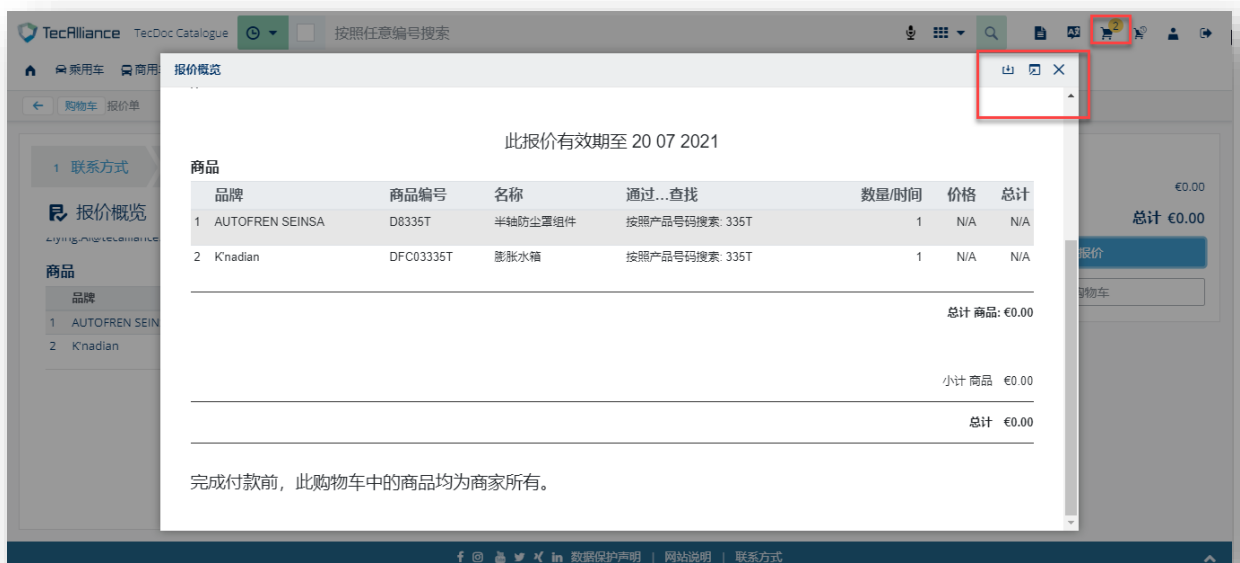 TecAlliance TecDoc Catalogue 按照任意编号搜索 2
乘用车 商用
购物车 报价单
报价概览
此报价有效期至 20 07 2021
商品
品牌 商品编号 名称 通过...查找 数量/时间 价格 总计
1 AUTOFREN SEINSA D8335T 半轴防尘罩组件 按照产品号码搜索: 335T 1 N/A N/A
2 K'nadian DFC03335T 膨胀水箱 按照产品号码搜索: 335T 1 N/A N/A
总计 商品: €0.00
小计 商品 €0.00
总计 €0.00
完成付款前，此购物车中的商品均为商家所有。
1 联系方式
报价概览
商品
品牌
1 AUTOFREN SEIN
2 K'nadian
€0.00
总计 €0.00
报价
购物车
数据保护声明 | 网站说明 | 联系方式